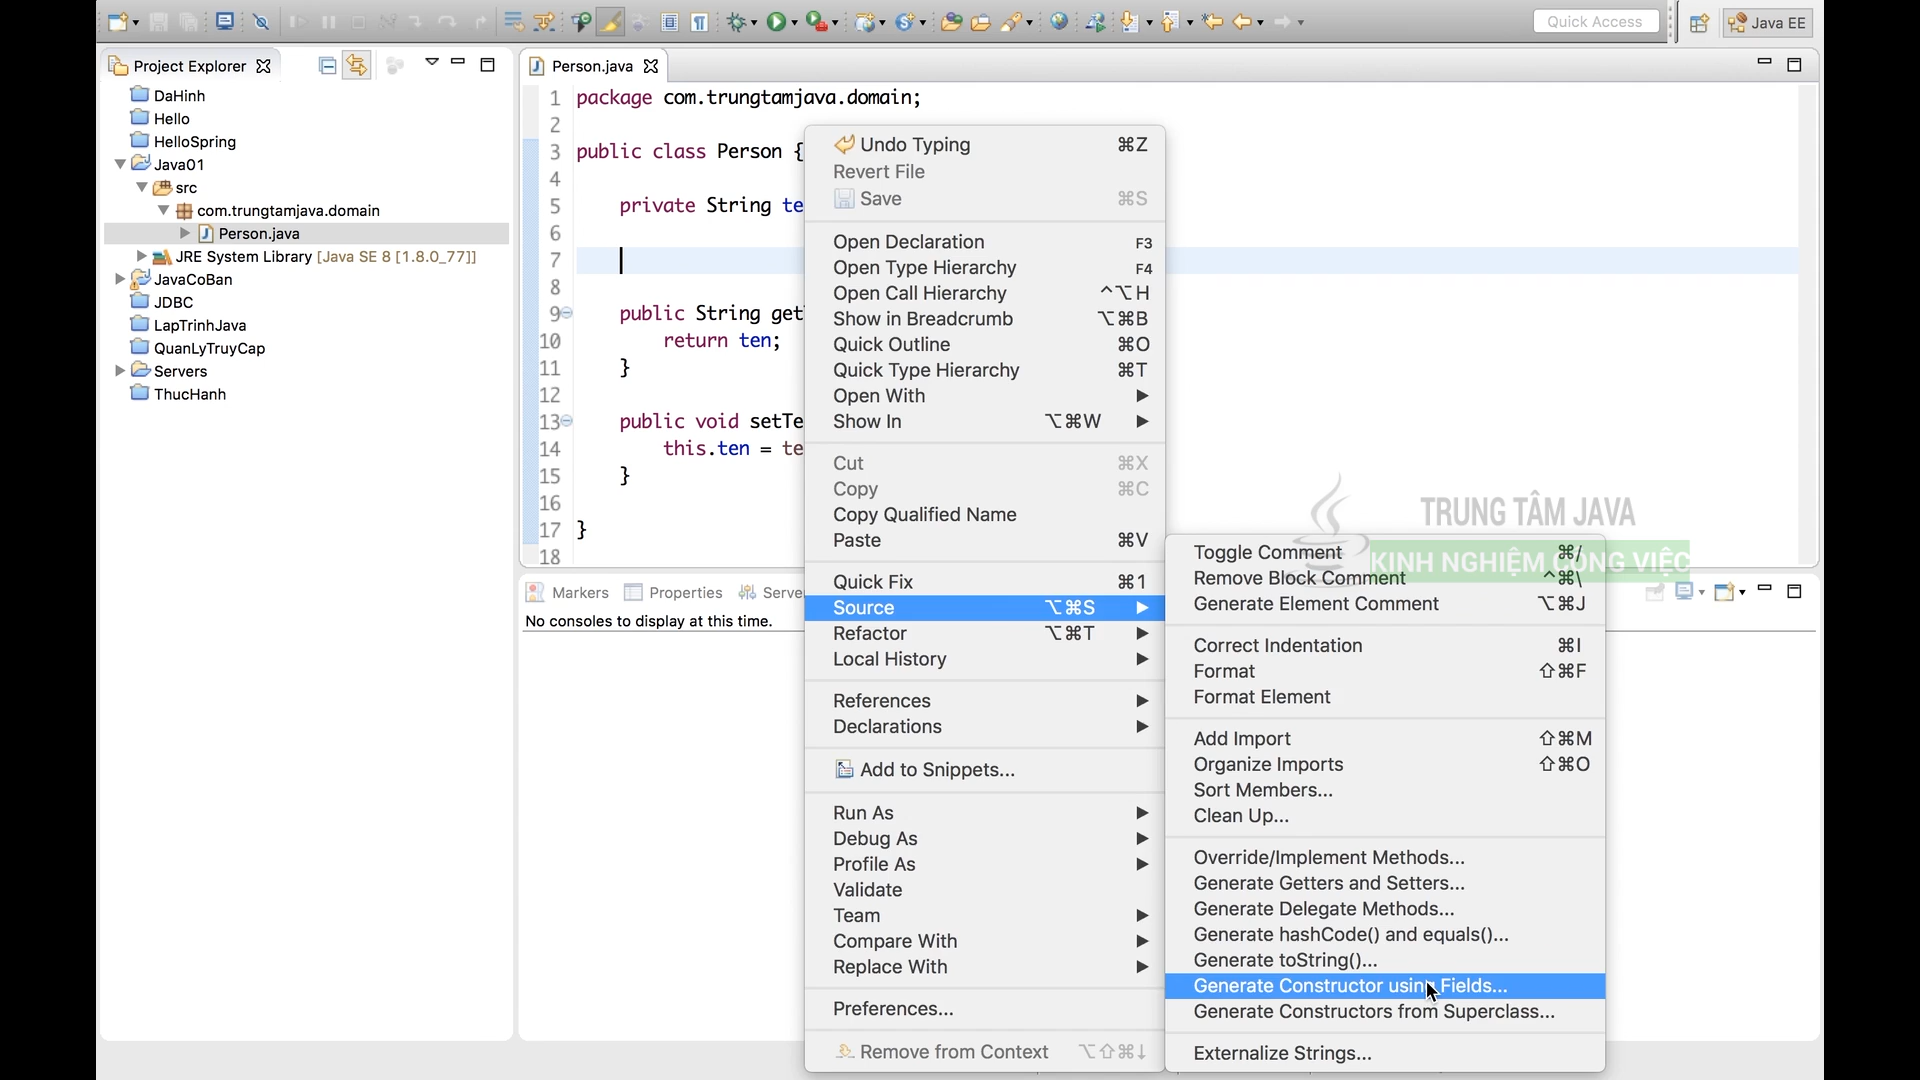 Quick Access
Java EE
Project Explorer
DaHinh
Hello
HelloSpring
Java01
src
com.trungtamjava.domain
Person.java
JRE System Library [Java SE 8 [1.8.0_77]]
JavaCoBan
JDBC
LapTrinhJava
QuanLyTruyCap
Servers
ThucHanh
Person.java
1 package com.trungtamjava.domain;
2
3 public class Person {
4
5 private String te
6
7
8
9 public String get
10 return ten;
11 }
12
13 public void setTe
14 this.ten = te
15 }
16
17 }
18
Undo Typing ⌘Z
Revert File
Save ⌘S
Open Declaration F3
Open Type Hierarchy F4
Open Call Hierarchy ^⌥H
Show in Breadcrumb ⌥⌘B
Quick Outline ⌘O
Quick Type Hierarchy ⌘T
Open With
Show In ⌥⌘W
Cut ⌘X
Copy ⌘C
Copy Qualified Name
Paste ⌘V
Quick Fix ⌘1
Source ⌥⌘S
Refactor ⌥⌘T
Local History
References
Declarations
Add to Snippets...
Run As
Debug As
Profile As
Validate
Team
Compare With
Replace With
Preferences...
Remove from Context ⌥⇧⌘↓
TRUNG TÂM JAVA
KINH NGHIỆM CÔNG VIỆC
Toggle Comment ⌘/
Remove Block Comment ^⌘\
Generate Element Comment ⌥⌘J
Correct Indentation ⌘I
Format ⇧⌘F
Format Element
Add Import ⇧⌘M
Organize Imports ⇧⌘O
Sort Members...
Clean Up...
Override/Implement Methods...
Generate Getters and Setters...
Generate Delegate Methods...
Generate hashCode() and equals()...
Generate toString()...
Generate Constructor using Fields...
Generate Constructors from Superclass...
Externalize Strings...
Markers
Properties
Serve
No consoles to display at this time.